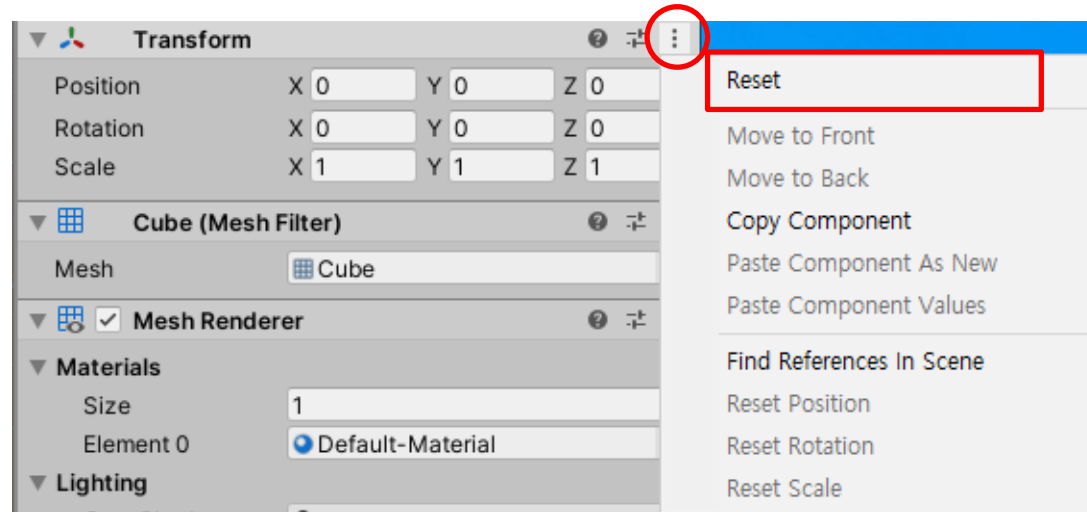 Transform
Position X 0 Y 0 Z 0
Rotation X 0 Y 0 Z 0
Scale X 1 Y 1 Z 1
Cube (Mesh Filter)
Mesh Cube
Mesh Renderer
Materials
Size 1
Element 0 Default-Material
Lighting
Reset
Move to Front
Move to Back
Copy Component
Paste Component As New
Paste Component Values
Find References In Scene
Reset Position
Reset Rotation
Reset Scale